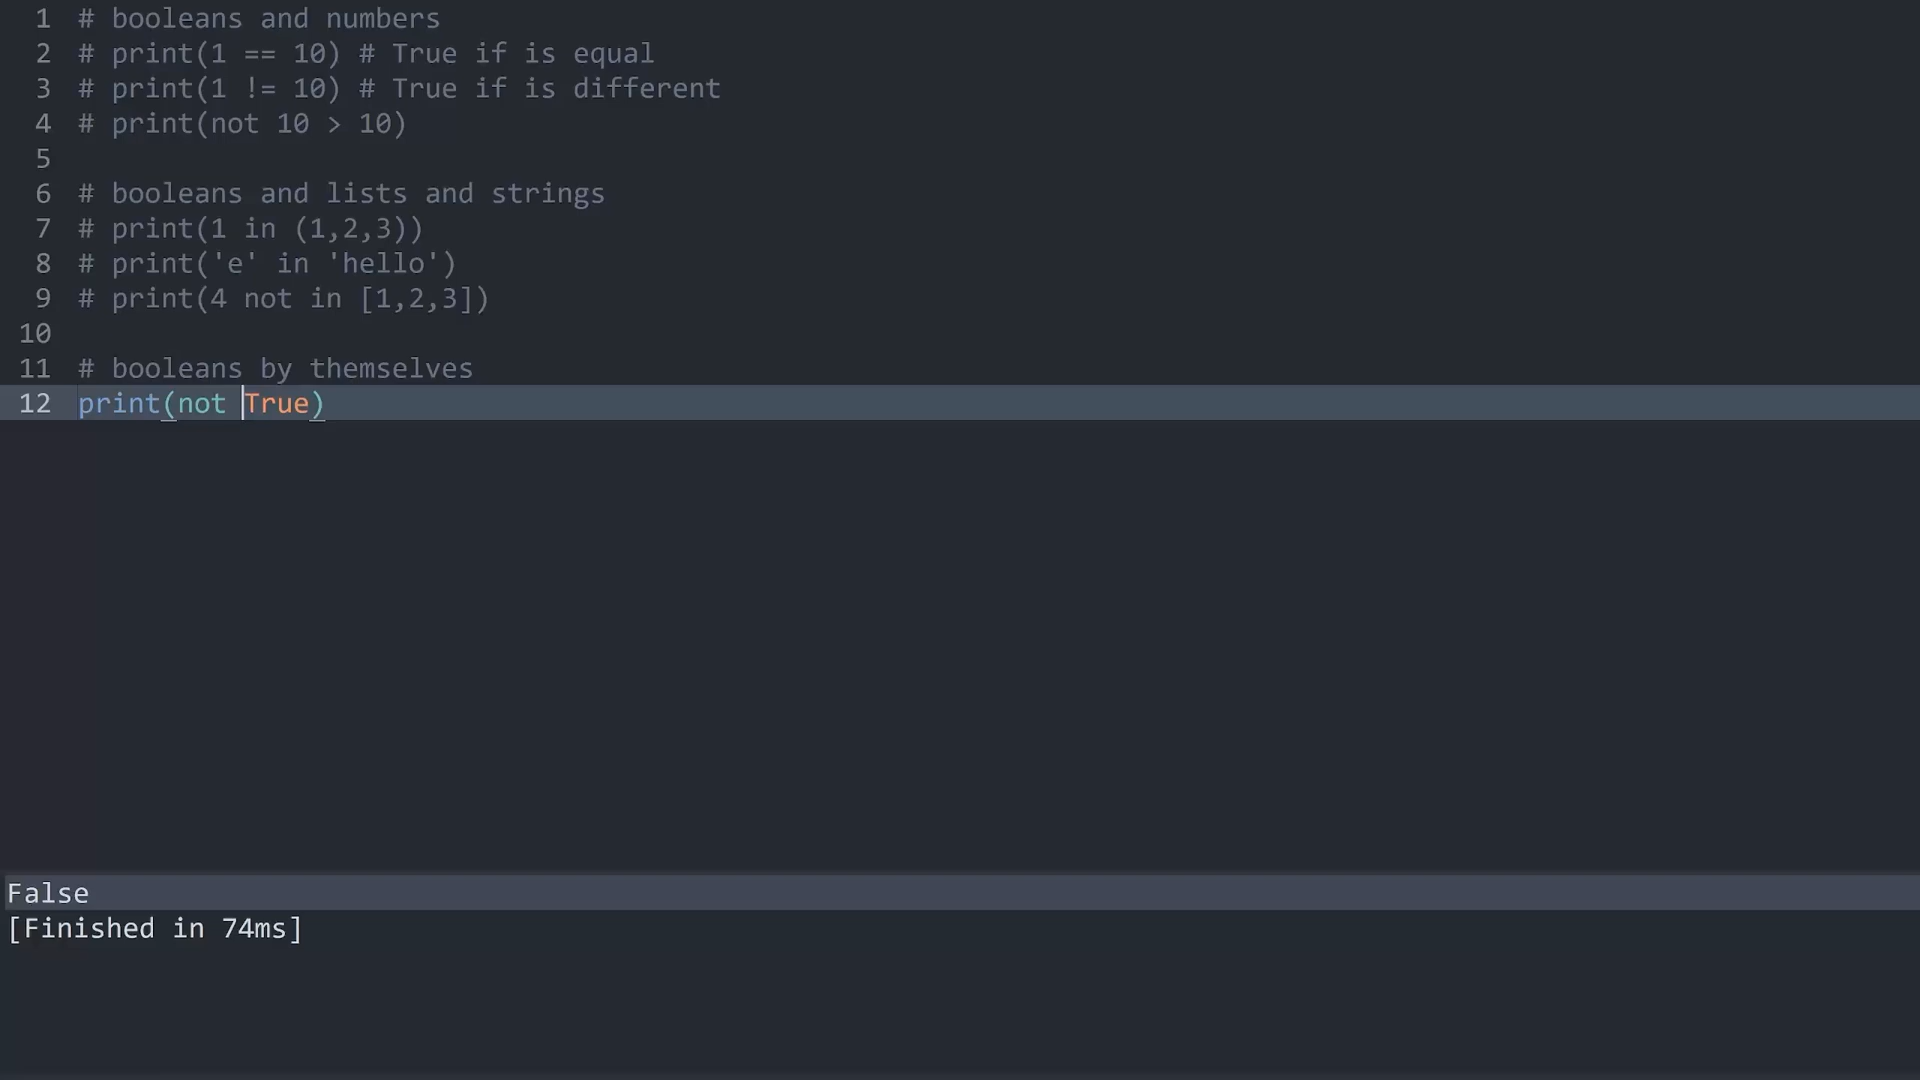 1 # booleans and numbers
2 # print(1 == 10) # True if is equal
3 # print(1 != 10) # True if is different
4 # print(not 10 > 10)
5
6 # booleans and lists and strings
7 # print(1 in (1,2,3))
8 # print('e' in 'hello')
9 # print(4 not in [1,2,3])
10
11 # booleans by themselves
12 print(not True)
False
[Finished in 74ms]